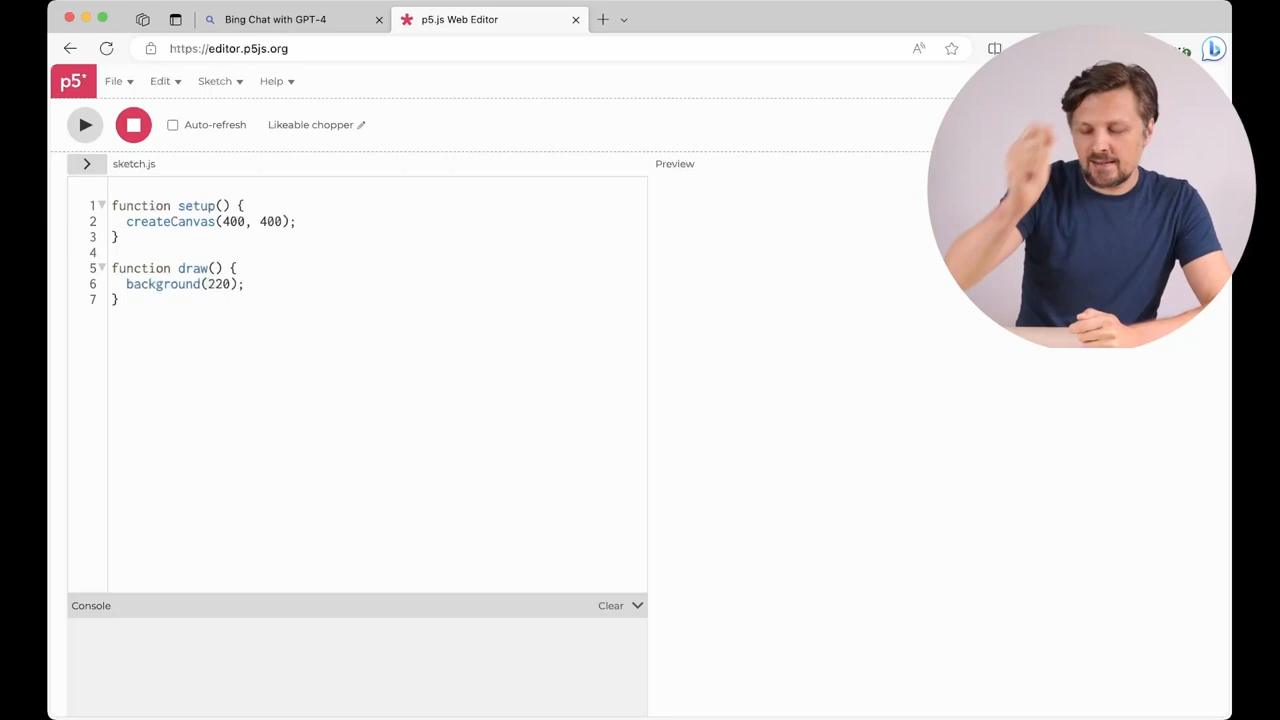 Bing Chat with GPT-4
p5.js Web Editor
https://editor.p5js.org
p5*
File
Edit
Sketch
Help
Auto-refresh
Likeable chopper
sketch.js
Preview
1 function setup() {
2 createCanvas(400, 400);
3 }
4
5 function draw() {
6 background(220);
7 }
Console
Clear